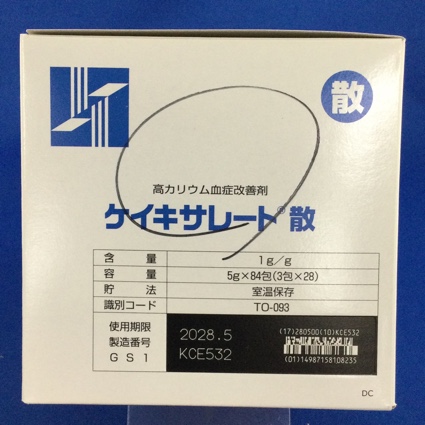 散
高カリウム血症改善剤
ケイキサレート®散
含量 1g/g
容量 5g×84包(3包×28)
貯法 室温保存
識別コード TO-093
使用期限 2028.5
製造番号 KCE532
GS1
(17)280500(10)KCE532
(01)14987158108235
DC